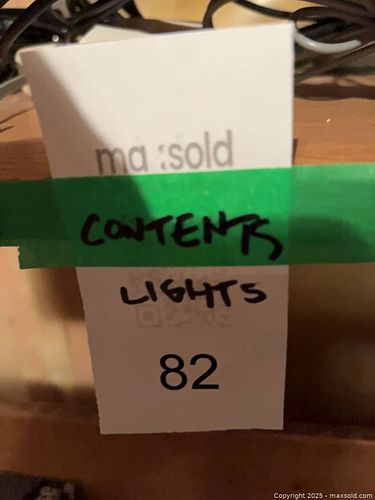 ma :sold
CONTENTS
LIGHTS
82
Copyright 2025 - maxsold.com